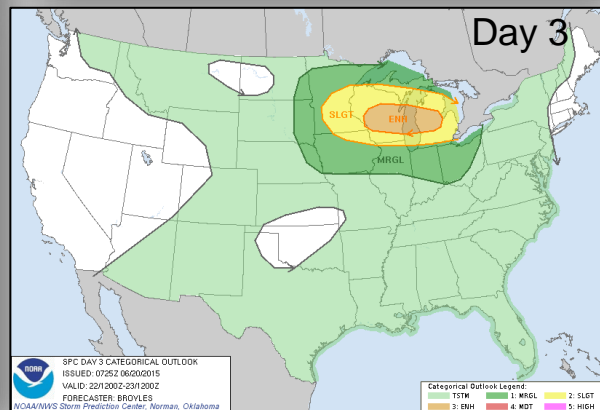 Day 3
SLGT
ENH
MRGL
SPC DAY 3 CATEGORICAL OUTLOOK
ISSUED: 0725Z 06/20/2015
VALID: 22/1200Z-23/1200Z
FORECASTER: BROYLES
NOAA/NWS Storm Prediction Center, Norman, Oklahoma
NOAA
Categorical Outlook Legend:
TSTM 1: MRGL 2: SLGT
3: ENH 4: MDT 5: HIGH